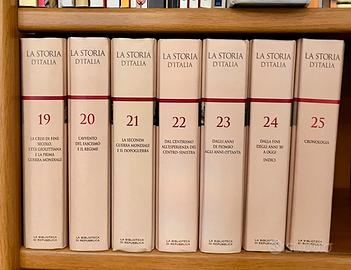 LA STORIA
D'ITALIA
19
LA CRISI DI FINE
SECOLO,
L'ETÀ GIOLITTIANA
E LA PRIMA
GUERRA MONDIALE
LA BIBLIOTECA
DI REPUBBLICA
LA STORIA
D'ITALIA
20
L'AVVENTO
DEL FASCISMO
E IL REGIME
LA BIBLIOTECA
DI REPUBBLICA
LA STORIA
D'ITALIA
21
LA SECONDA
GUERRA MONDIALE
E IL DOPOGUERRA
LA BIBLIOTECA
DI REPUBBLICA
LA STORIA
D'ITALIA
22
DAL CENTRISMO
ALL'ESPERIENZA DEL
CENTRO-SINISTRA
LA BIBLIOTECA
DI REPUBBLICA
LA STORIA
D'ITALIA
23
DAGLI ANNI
DI PIOMBO
AGLI ANNI OTTANTA
LA BIBLIOTECA
DI REPUBBLICA
LA STORIA
D'ITALIA
24
DALLA FINE
DEGLI ANNI '80
A OGGI
INDICI
LA BIBLIOTECA
DI REPUBBLICA
LA STORIA
D'ITALIA
25
CRONOLOGIA
LA BIBLIOTECA
DI REPUBBLICA